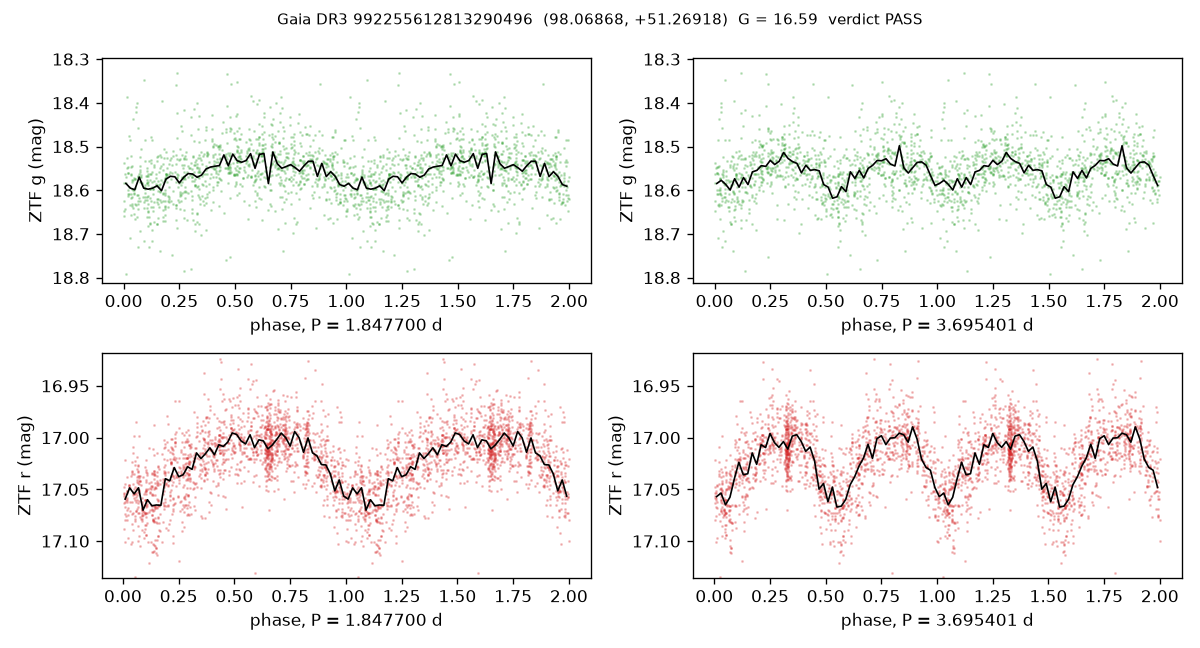 Gaia DR3 992255612813290496  (98.06868, +51.26918)  G = 16.59  verdict PASS
ZTF g (mag)
18.3
18.4
18.5
18.6
18.7
18.8
0.00 0.25 0.50 0.75 1.00 1.25 1.50 1.75 2.00
phase, P = 1.847700 d
ZTF g (mag)
18.3
18.4
18.5
18.6
18.7
18.8
0.00 0.25 0.50 0.75 1.00 1.25 1.50 1.75 2.00
phase, P = 3.695401 d
ZTF r (mag)
16.95
17.00
17.05
17.10
0.00 0.25 0.50 0.75 1.00 1.25 1.50 1.75 2.00
phase, P = 1.847700 d
ZTF r (mag)
16.95
17.00
17.05
17.10
0.00 0.25 0.50 0.75 1.00 1.25 1.50 1.75 2.00
phase, P = 3.695401 d